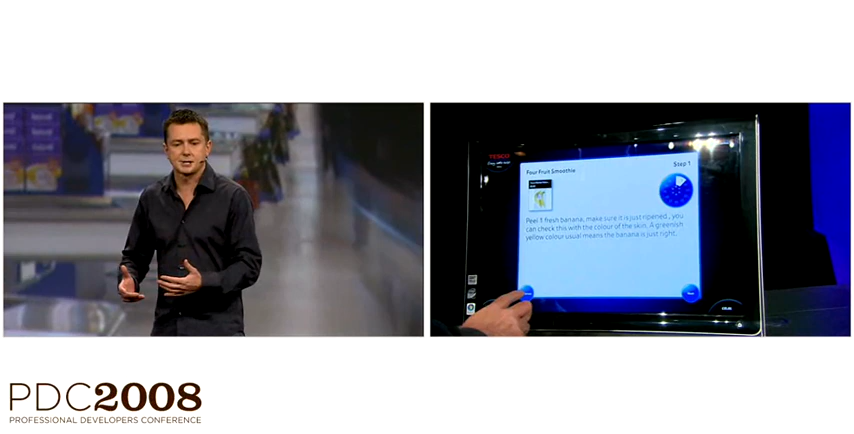 TESCO
Four Fruit Smoothie
Step 1
Peel 1 fresh banana, make sure it is just ripened, you
can check this with the colour of the skin. A greenish
yellow colour usual means the banana is just right.
PDC2008
PROFESSIONAL DEVELOPERS CONFERENCE